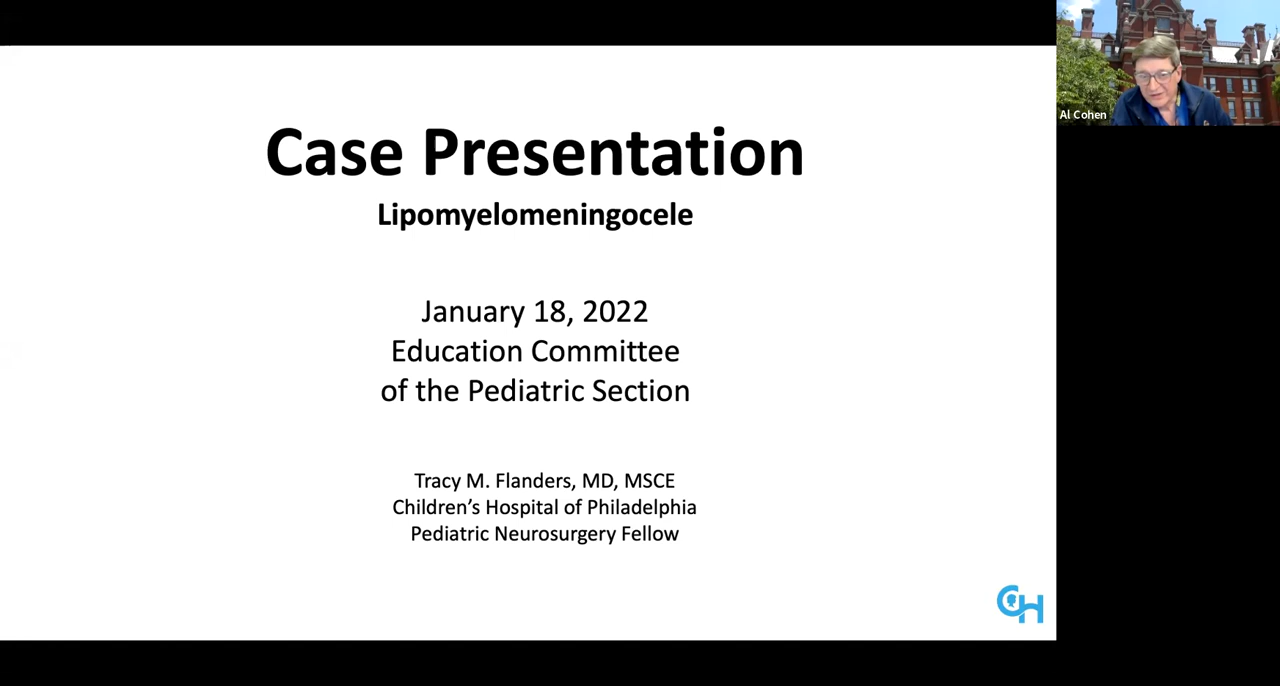 Case Presentation
Lipomyelomeningocele
January 18, 2022
Education Committee
of the Pediatric Section
Tracy M. Flanders, MD, MSCE
Children’s Hospital of Philadelphia
Pediatric Neurosurgery Fellow
CH
Al Cohen